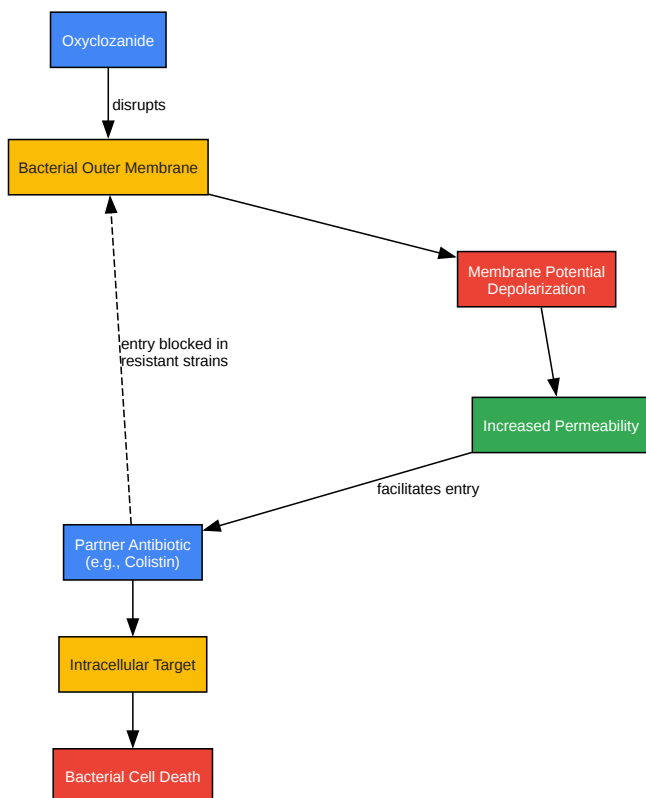 Oxyclozanide
disrupts
Bacterial Outer Membrane
Membrane Potential
Depolarization
entry blocked in
resistant strains
Increased Permeability
facilitates entry
Partner Antibiotic
(e.g., Colistin)
Intracellular Target
Bacterial Cell Death